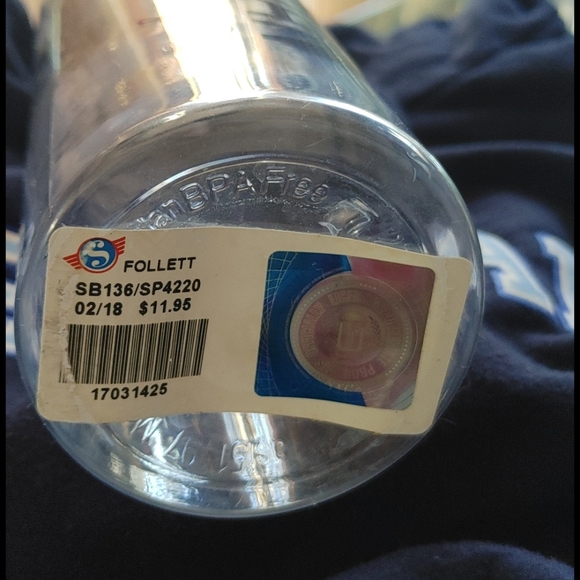 BPA Free
S
FOLLETT
SB136/SP4220
02/18 $11.95
17031425